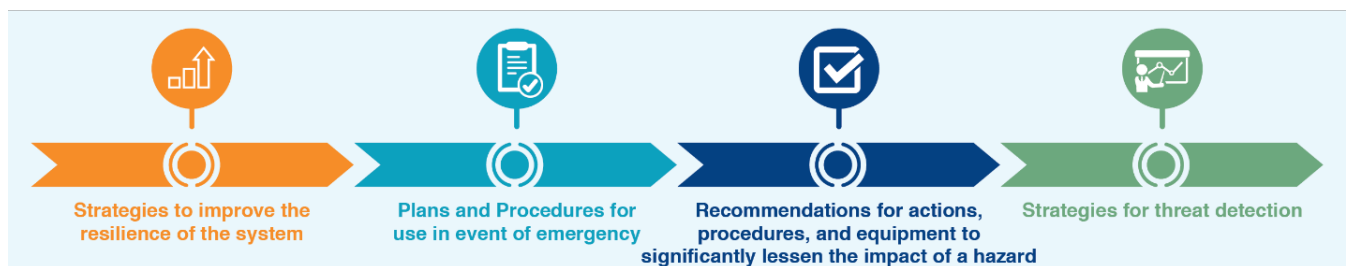 Strategies to improve the
resilience of the system
Plans and Procedures for
use in event of emergency
Recommendations for actions,
procedures, and equipment to
significantly lessen the impact of a hazard
Strategies for threat detection